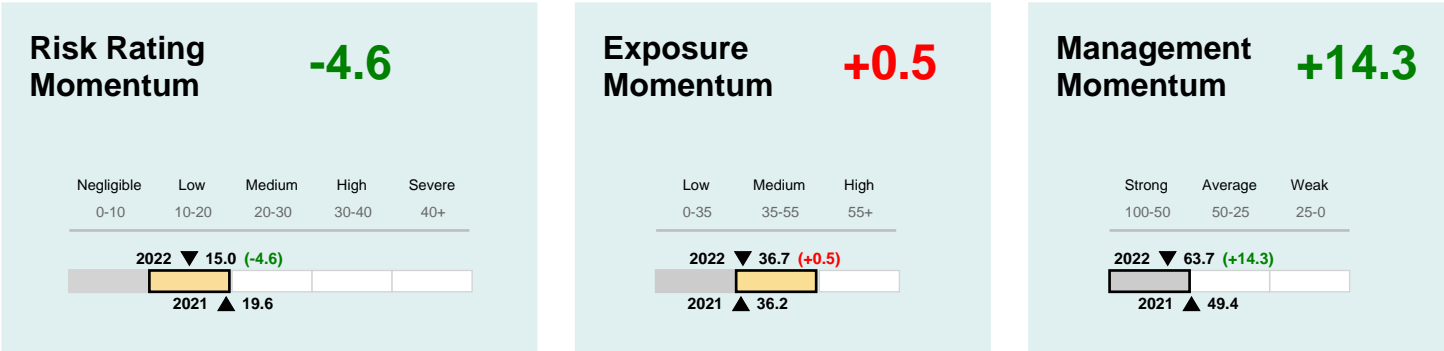 Risk Rating
Momentum
-4.6
Negligible Low Medium High Severe
0-10 10-20 20-30 30-40 40+
2022 ▼ 15.0 (-4.6)
2021 ▲ 19.6
Exposure
Momentum
+0.5
Low Medium High
0-35 35-55 55+
2022 ▼ 36.7 (+0.5)
2021 ▲ 36.2
Management
Momentum
+14.3
Strong Average Weak
100-50 50-25 25-0
2022 ▼ 63.7 (+14.3)
2021 ▲ 49.4